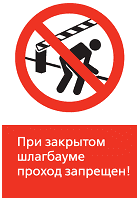 При закрытом
шлагбауме
проход запрещен!